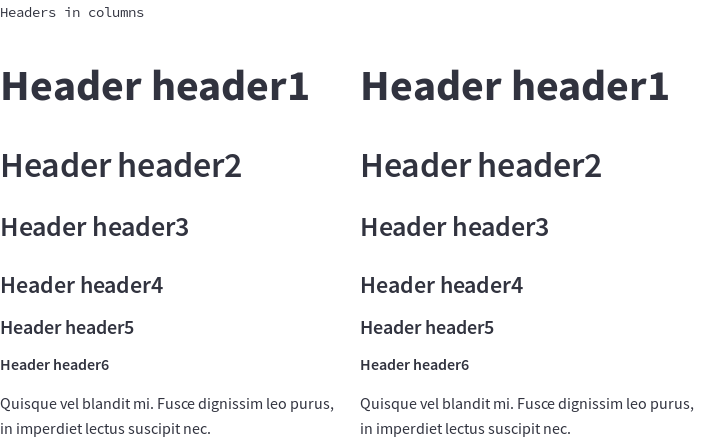 Headers in columns
Header header1
Header header2
Header header3
Header header4
Header header5
Header header6
Quisque vel blandit mi. Fusce dignissim leo purus,
in imperdiet lectus suscipit nec.
Header header1
Header header2
Header header3
Header header4
Header header5
Header header6
Quisque vel blandit mi. Fusce dignissim leo purus,
in imperdiet lectus suscipit nec.